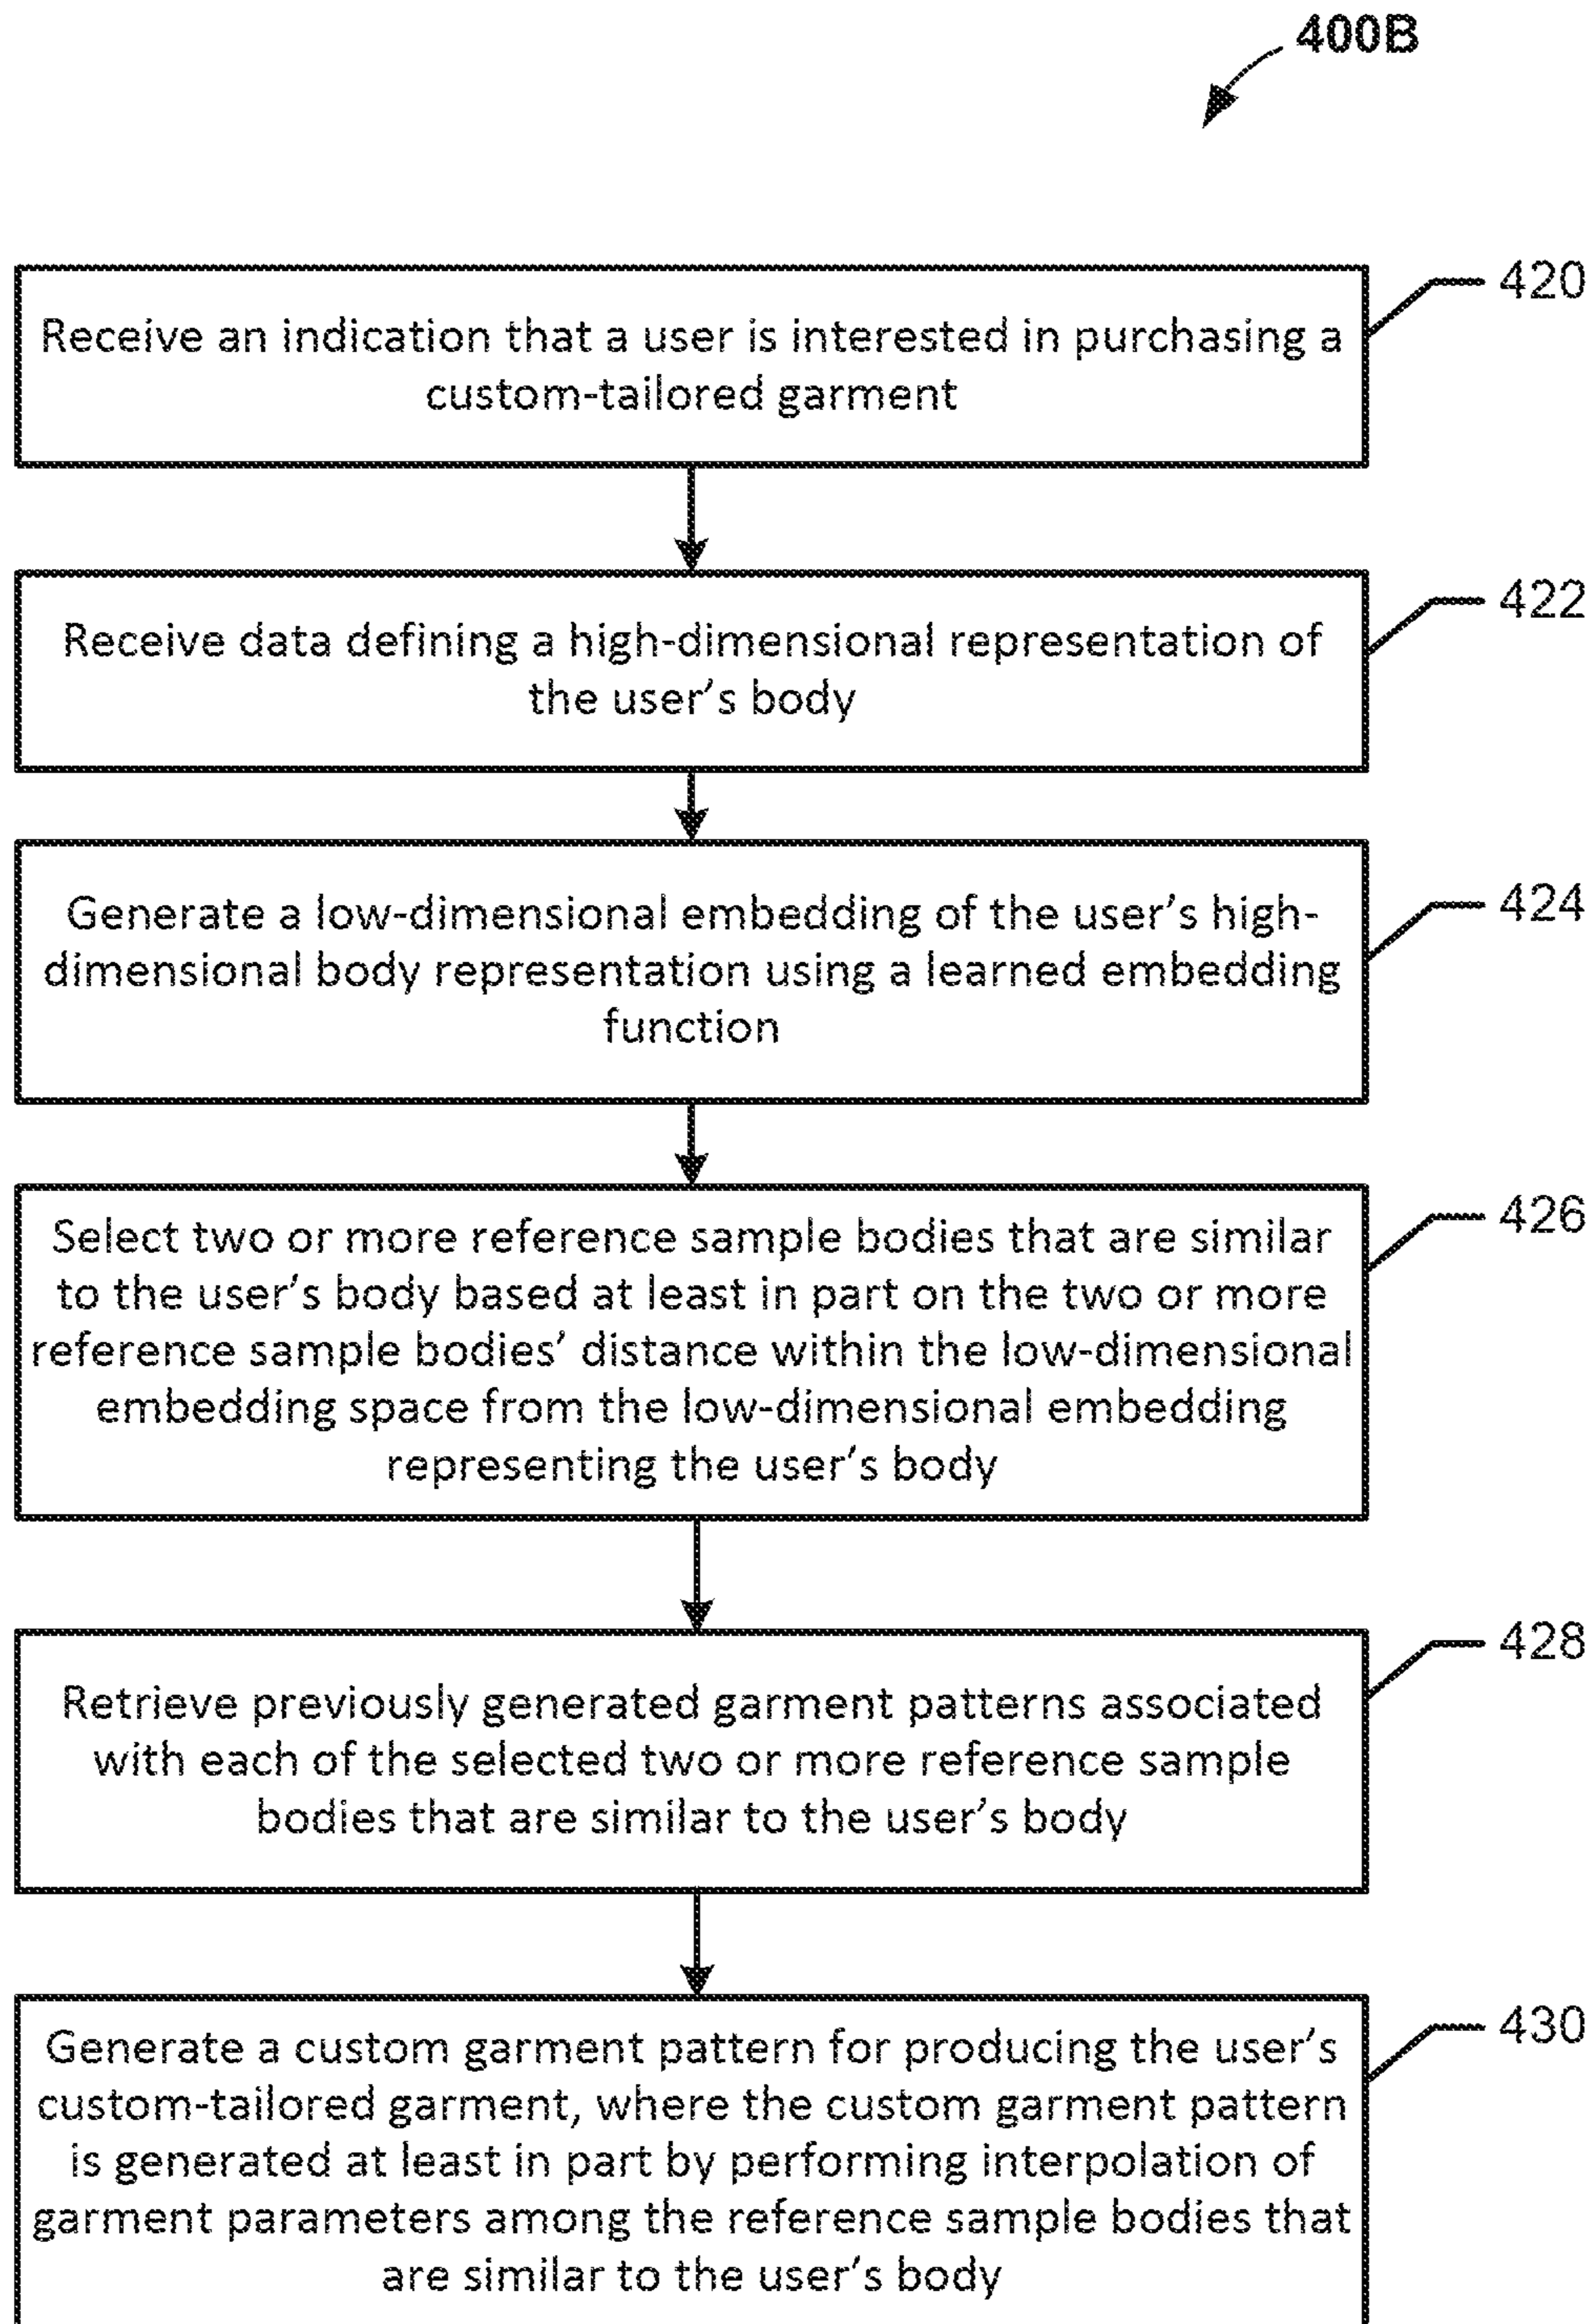 400B
420
Receive an indication that a user is interested in purchasing a
custom-tailored garment
422
Receive data defining a high-dimensional representation of
the user's body
424
Generate a low-dimensional embedding of the user's high-
dimensional body representation using a learned embedding
function
426
Select two or more reference sample bodies that are similar
to the user's body based at least in part on the two or more
reference sample bodies' distance within the low-dimensional
embedding space from the low-dimensional embedding
representing the user's body
428
Retrieve previously generated garment patterns associated
with each of the selected two or more reference sample
bodies that are similar to the user's body
430
Generate a custom garment pattern for producing the user's
custom-tailored garment, where the custom garment pattern
is generated at least in part by performing interpolation of
garment parameters among the reference sample bodies that
are similar to the user's body